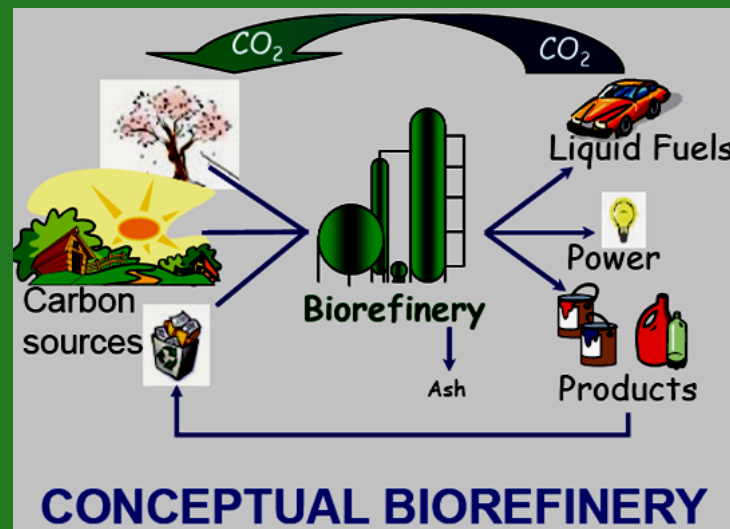 CO₂
CO₂
Liquid Fuels
Power
Carbon
sources
Biorefinery
Ash
Products
CONCEPTUAL BIOREFINERY